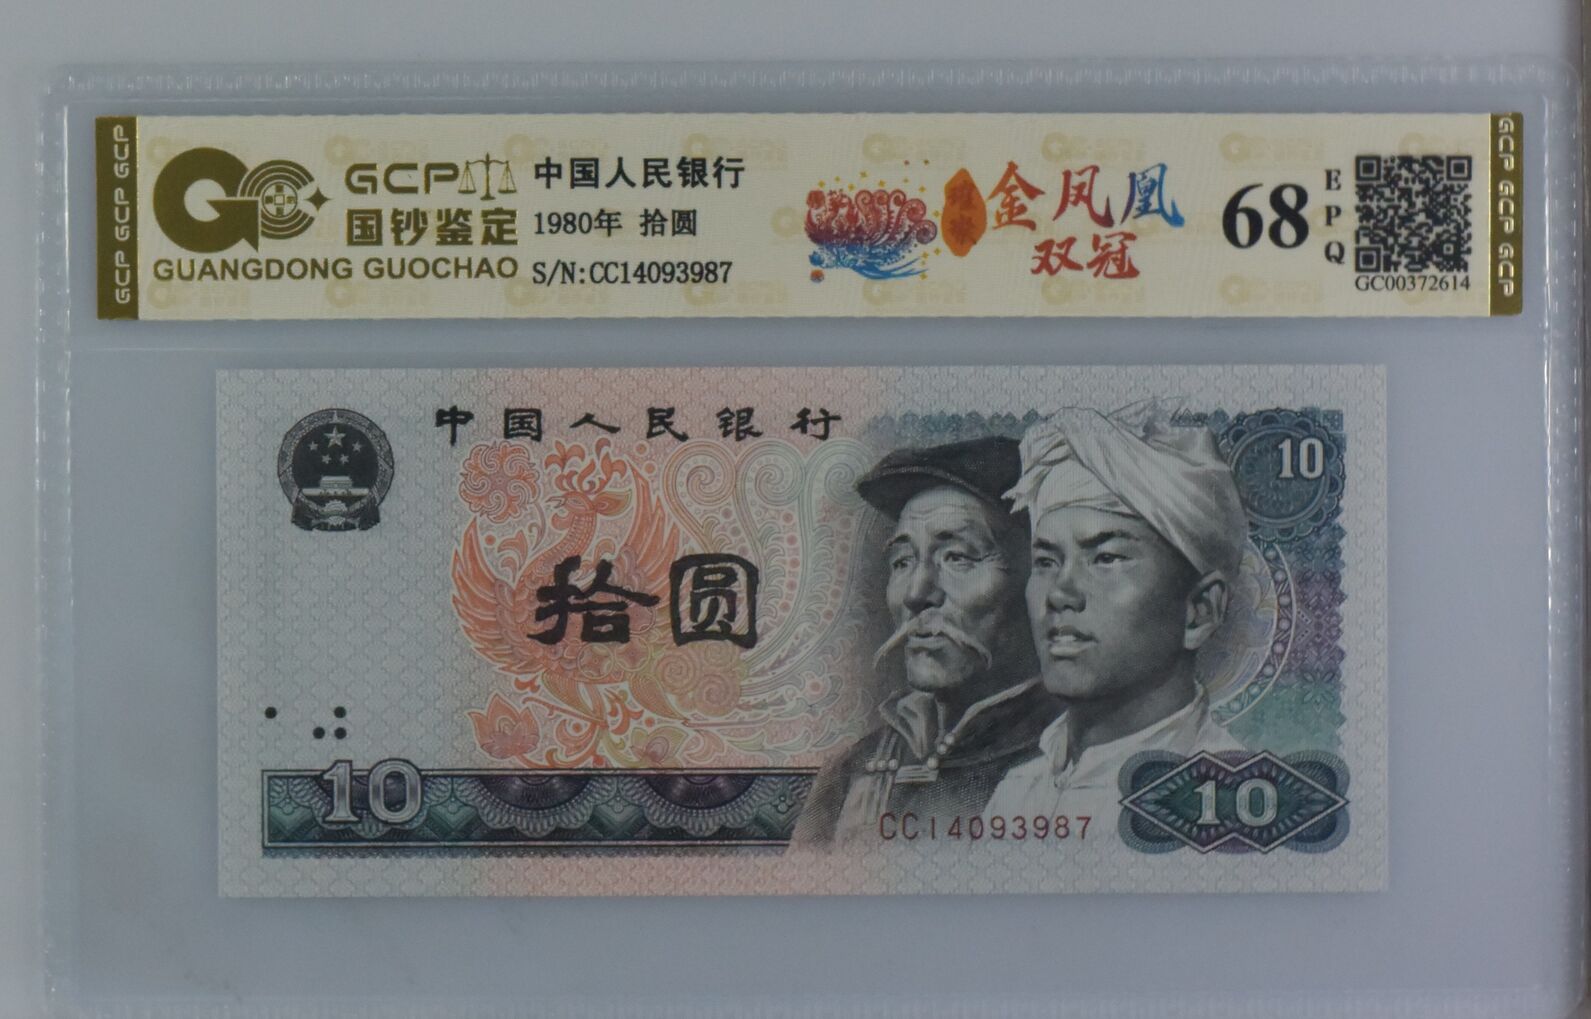 GCP GCP GCP
GCP
国钞鉴定
GUANGDONG GUOCHAO
中国人民银行
1980年 拾圆
S/N:CC14093987
金凤凰
双冠
68
EPQ
GC00372614
GCP GCP GCP
中国人民银行
10
拾圆
10
CC14093987
10